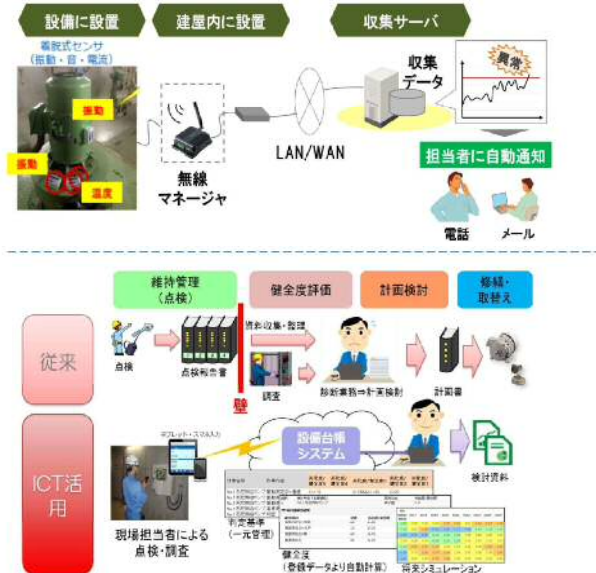 設備に設置
建屋内に設置
収集サーバ
着脱式センサ
(振動・音・電流)
振動
振動
温度
無線
マネージャ
LAN/WAN
収集
データ
異常
担当者に自動通知
電話
メール
維持管理
(点検)
健全度評価
計画検討
修繕・
取替え
従来
点検
点検報告書
壁
資料収集・整理
調査
診断業務⇒計画検討
計画書
ICT活
用
タブレット・スマホ入力
設備台帳
システム
検討資料
現場担当者による
点検・調査
判定基準
(一元管理)
健全度
(登録データより自動計算)
将来シミュレーション